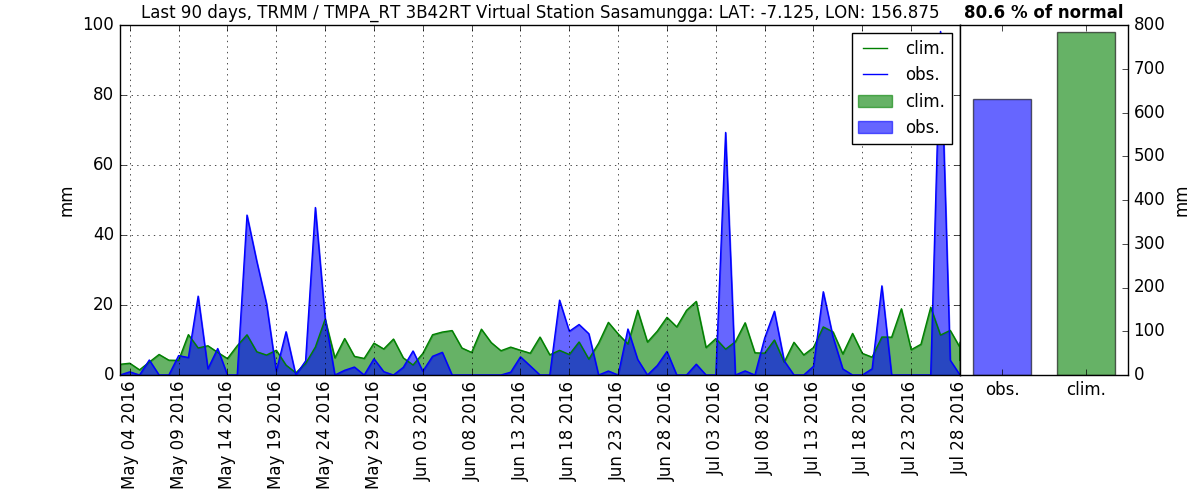 Last 90 days, TRMM / TMPA_RT 3B42RT Virtual Station Sasamungga: LAT: -7.125, LON: 156.875
80.6 % of normal
100
80
60
40
20
0
mm
clim.
obs.
clim.
obs.
800
700
600
500
400
300
200
100
0
mm
May 04 2016
May 09 2016
May 14 2016
May 19 2016
May 24 2016
May 29 2016
Jun 03 2016
Jun 08 2016
Jun 13 2016
Jun 18 2016
Jun 23 2016
Jun 28 2016
Jul 03 2016
Jul 08 2016
Jul 13 2016
Jul 18 2016
Jul 23 2016
Jul 28 2016
obs.
clim.